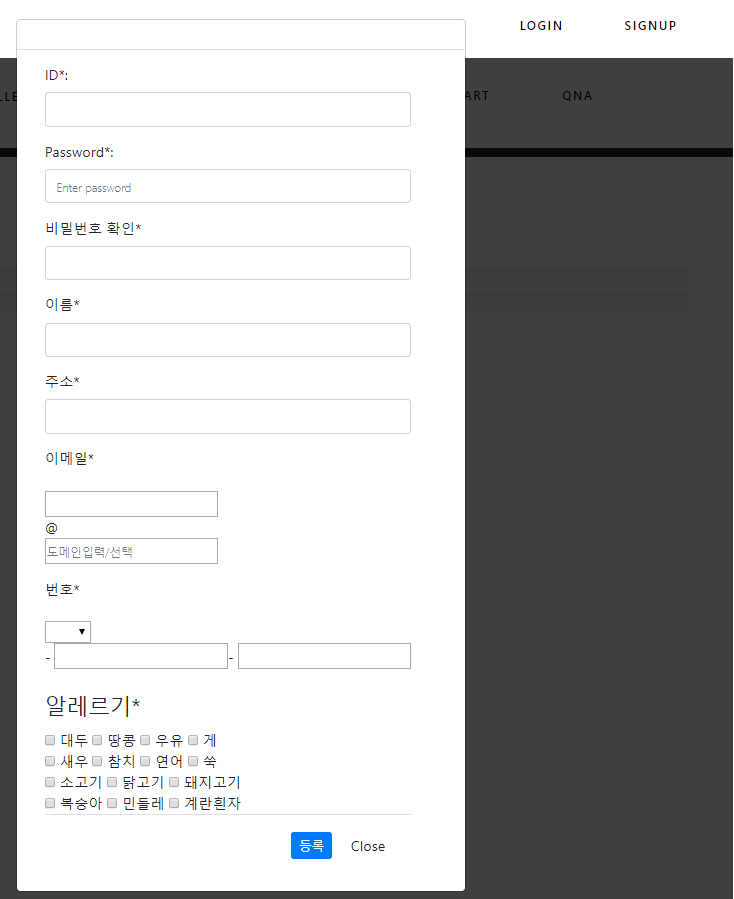 LOGIN SIGNUP
ART QNA
ID*:
Password*:
Enter password
비밀번호 확인*
이름*
주소*
이메일*
@
도메인입력/선택
번호*
- -
알레르기*
대두 땅콩 우유 게
새우 참치 연어 쑥
소고기 닭고기 돼지고기
복숭아 민들레 계란흰자
등록 Close